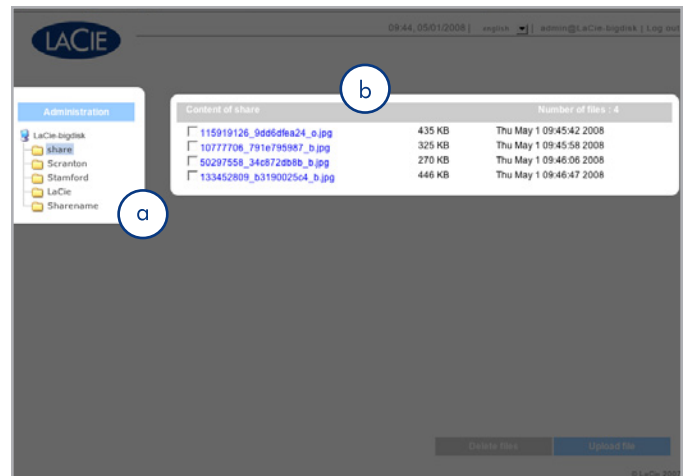 LACIE
09:44, 05/01/2008 | english | admin@LaCie-bigdisk | Log out
b
Administration
Content of share Number of files : 4
LaCie-bigdisk
share
Scranton
Stamford
LaCie
Sharename
115919126_9dd6dfea24_o.jpg 435 KB Thu May 1 09:45:42 2008
10777706_791e795987_b.jpg 325 KB Thu May 1 09:45:58 2008
50297558_34c872db8b_b.jpg 270 KB Thu May 1 09:46:06 2008
133452809_b3190025c4_b.jpg 446 KB Thu May 1 09:46:47 2008
a
Delete files Upload file
© LaCie 2007